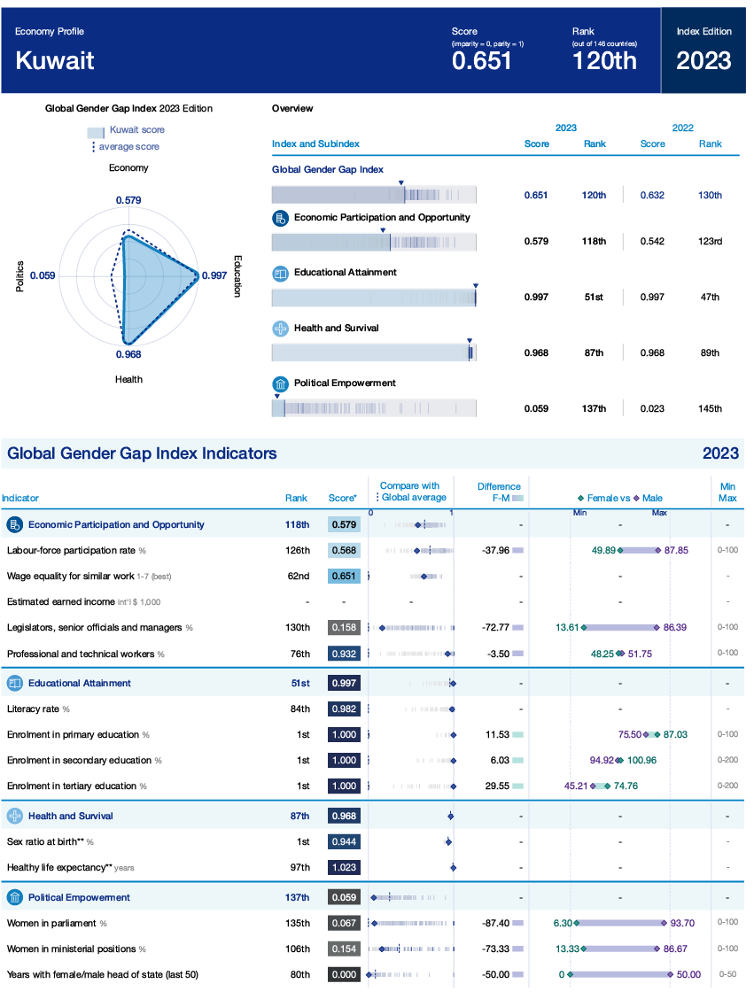 Economy Profile
Kuwait
Score
(imparity = 0, parity = 1)
0.651
Rank
(out of 146 countries)
120th
Index Edition
2023
Global Gender Gap Index 2023 Edition
Kuwait score
average score
Economy
0.579
Politics
0.059
0.997
Education
0.968
Health
Overview
2023 2022
Index and Subindex Score Rank Score Rank
Global Gender Gap Index
0.651 120th 0.632 130th
Economic Participation and Opportunity
0.579 118th 0.542 123rd
Educational Attainment
0.997 51st 0.997 47th
Health and Survival
0.968 87th 0.968 89th
Political Empowerment
0.059 137th 0.023 145th
Global Gender Gap Index Indicators 2023
Indicator Rank Score* Compare with Global average Difference F-M Female vs Male Min Max
0 1 Min Max
Economic Participation and Opportunity 118th 0.579 - - -
Labour-force participation rate % 126th 0.568 -37.96 49.89 87.85 0-100
Wage equality for similar work 1-7 (best) 62nd 0.651 - - -
Estimated earned income int'l $ 1,000 - - - - - -
Legislators, senior officials and managers % 130th 0.158 -72.77 13.61 86.39 0-100
Professional and technical workers % 76th 0.932 -3.50 48.25 51.75 0-100
Educational Attainment 51st 0.997 - - -
Literacy rate % 84th 0.982 - - -
Enrolment in primary education % 1st 1.000 11.53 75.50 87.03 0-100
Enrolment in secondary education % 1st 1.000 6.03 94.92 100.96 0-200
Enrolment in tertiary education % 1st 1.000 29.55 45.21 74.76 0-200
Health and Survival 87th 0.968 - - -
Sex ratio at birth** % 1st 0.944 - - -
Healthy life expectancy** years 97th 1.023 - - -
Political Empowerment 137th 0.059 - - -
Women in parliament % 135th 0.067 -87.40 6.30 93.70 0-100
Women in ministerial positions % 106th 0.154 -73.33 13.33 86.67 0-100
Years with female/male head of state (last 50) 80th 0.000 -50.00 0 50.00 0-50